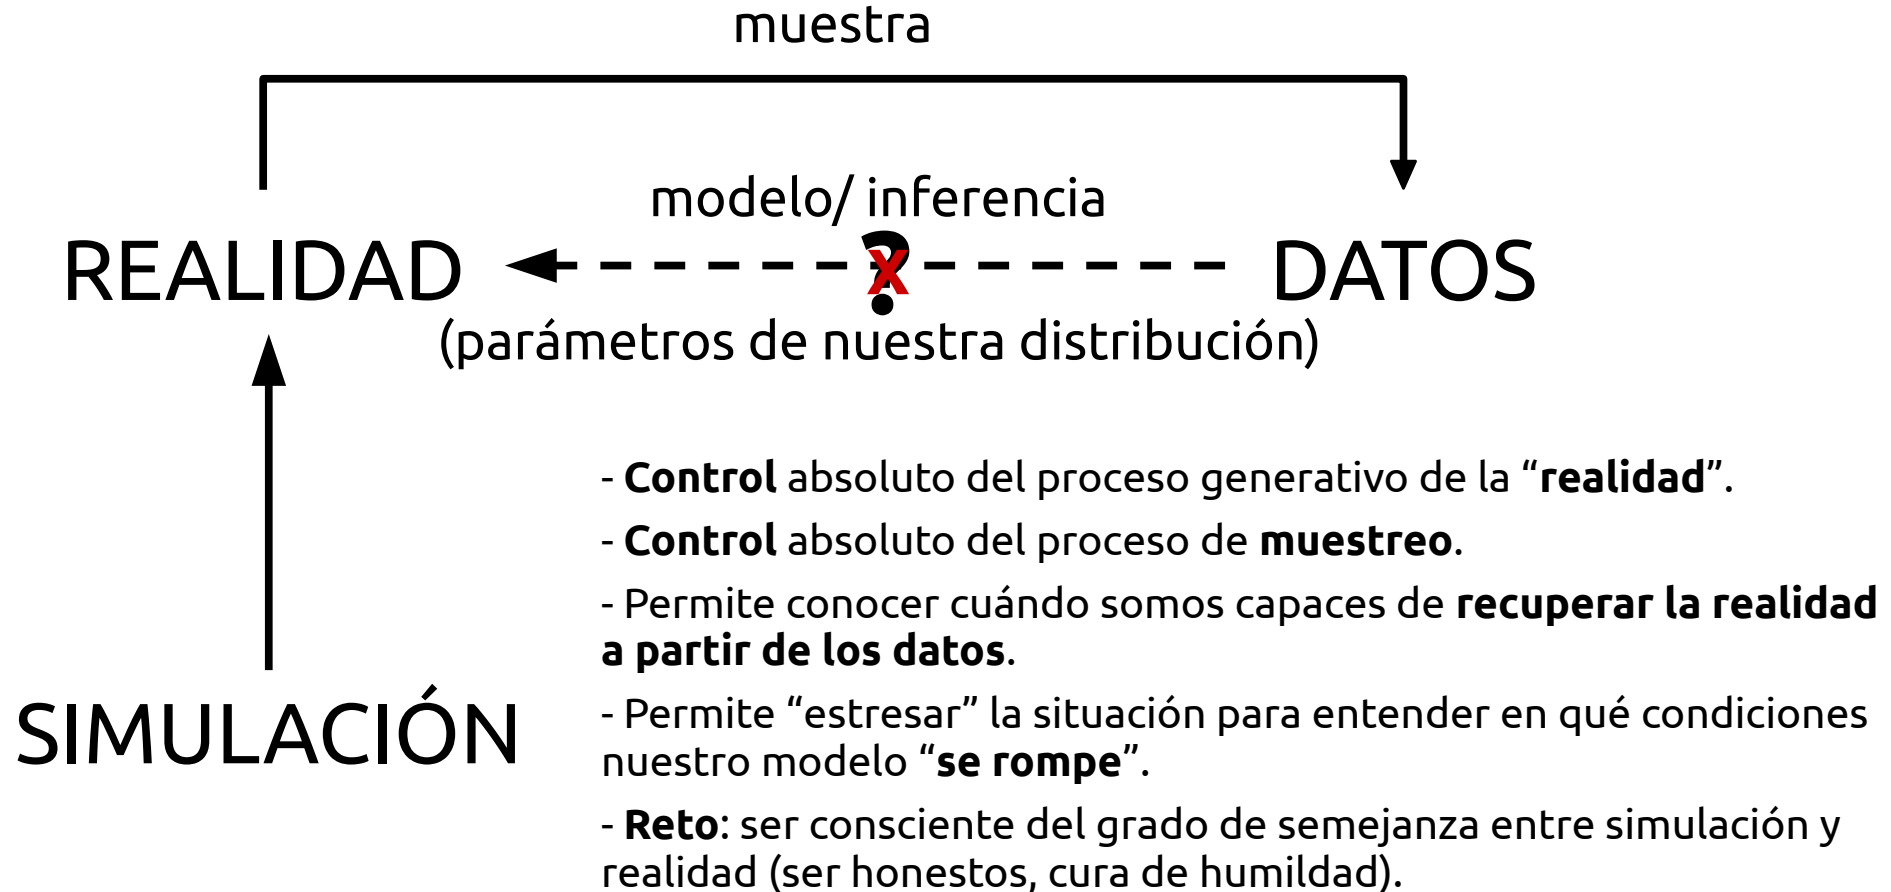 muestra
modelo/ inferencia
REALIDAD
?
X
DATOS
(parámetros de nuestra distribución)
- Control absoluto del proceso generativo de la “realidad”.
- Control absoluto del proceso de muestreo.
- Permite conocer cuándo somos capaces de recuperar la realidad
a partir de los datos.
SIMULACIÓN
- Permite “estresar” la situación para entender en qué condiciones
nuestro modelo “se rompe”.
- Reto: ser consciente del grado de semejanza entre simulación y
realidad (ser honestos, cura de humildad).